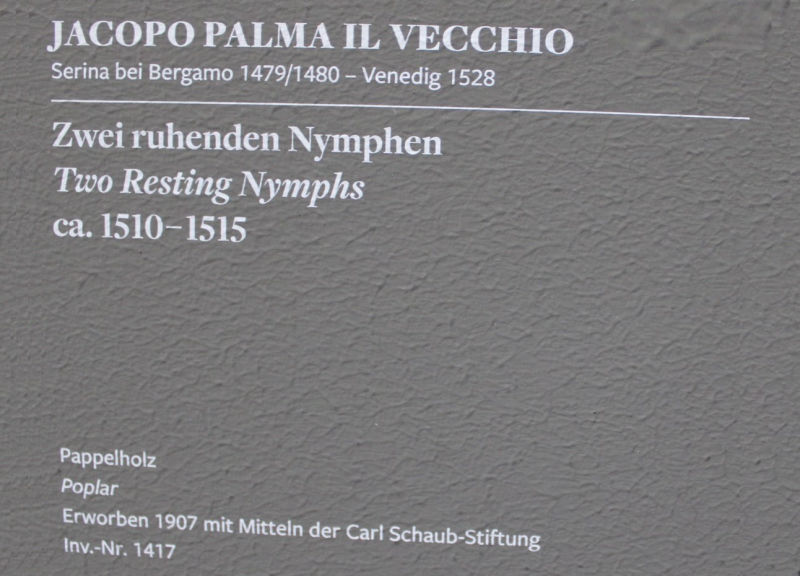 JACOPO PALMA IL VECCHIO
Serina bei Bergamo 1479/1480 – Venedig 1528
Zwei ruhenden Nymphen
Two Resting Nymphs
ca. 1510–1515
Pappelholz
Poplar
Erworben 1907 mit Mitteln der Carl Schaub-Stiftung
Inv.-Nr. 1417